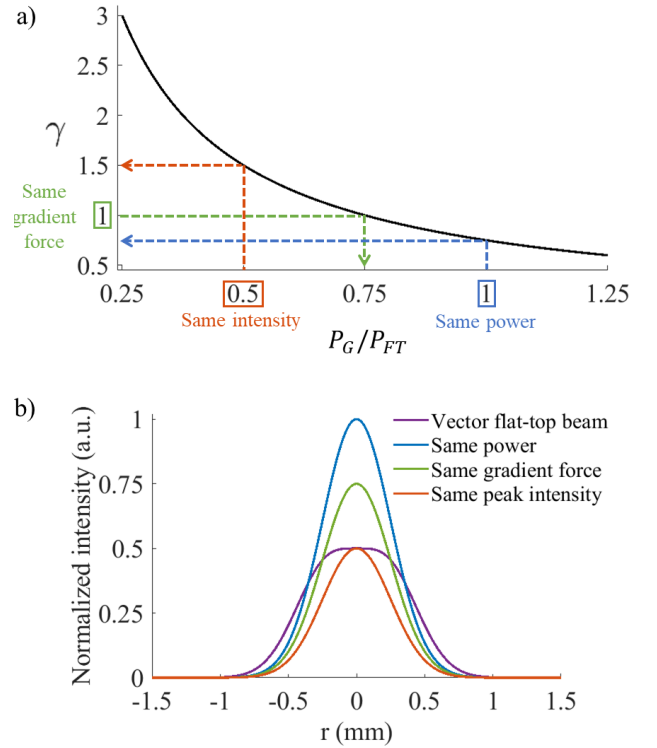 a)
3
2
γ
1.5
Same
gradient
force
1
0.5
0.25
0.5
0.75
1
1.25
Same intensity
Same power
P_G/P_FT
b)
Normalized intensity (a.u.)
1
0.75
0.5
0.25
0
Vector flat-top beam
Same power
Same gradient force
Same peak intensity
-1.5
-1
-0.5
0
0.5
1
1.5
r (mm)